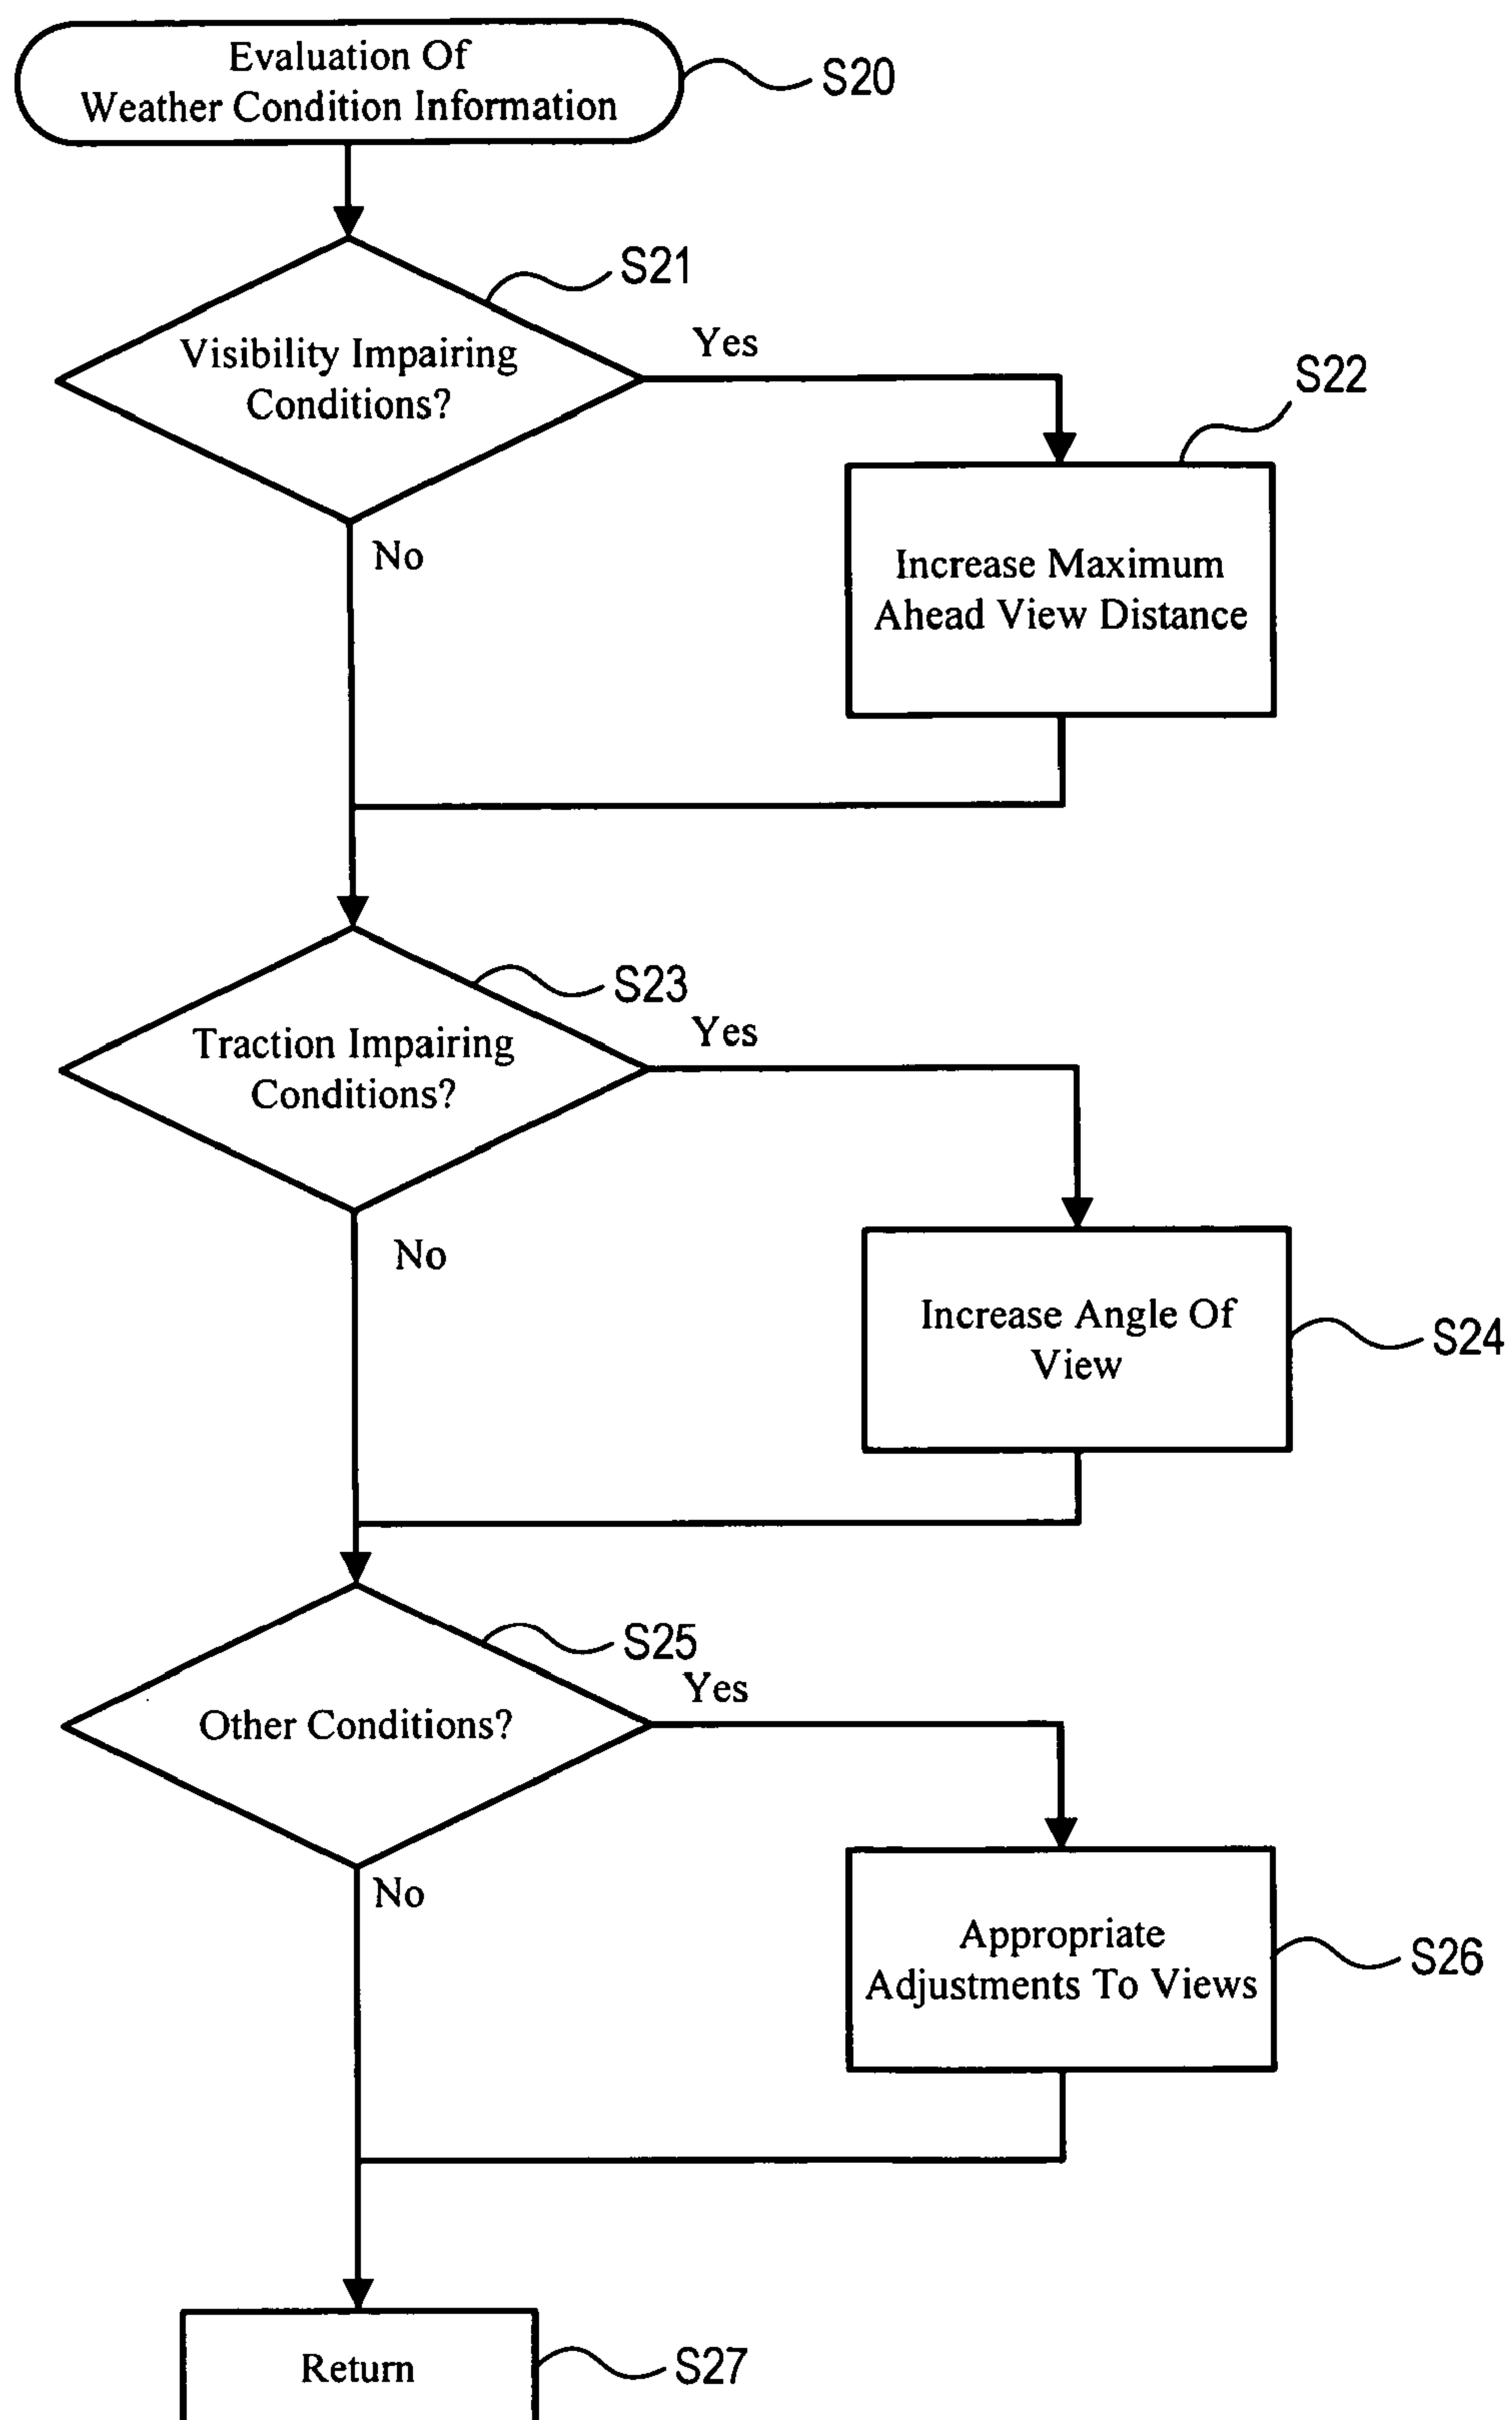 Evaluation Of
Weather Condition Information
S20
S21
Visibility Impairing
Conditions?
Yes
S22
No
Increase Maximum
Ahead View Distance
S23
Traction Impairing
Conditions?
Yes
No
Increase Angle Of
View
S24
S25
Yes
Other Conditions?
No
Appropriate
Adjustments To Views
S26
Return
S27